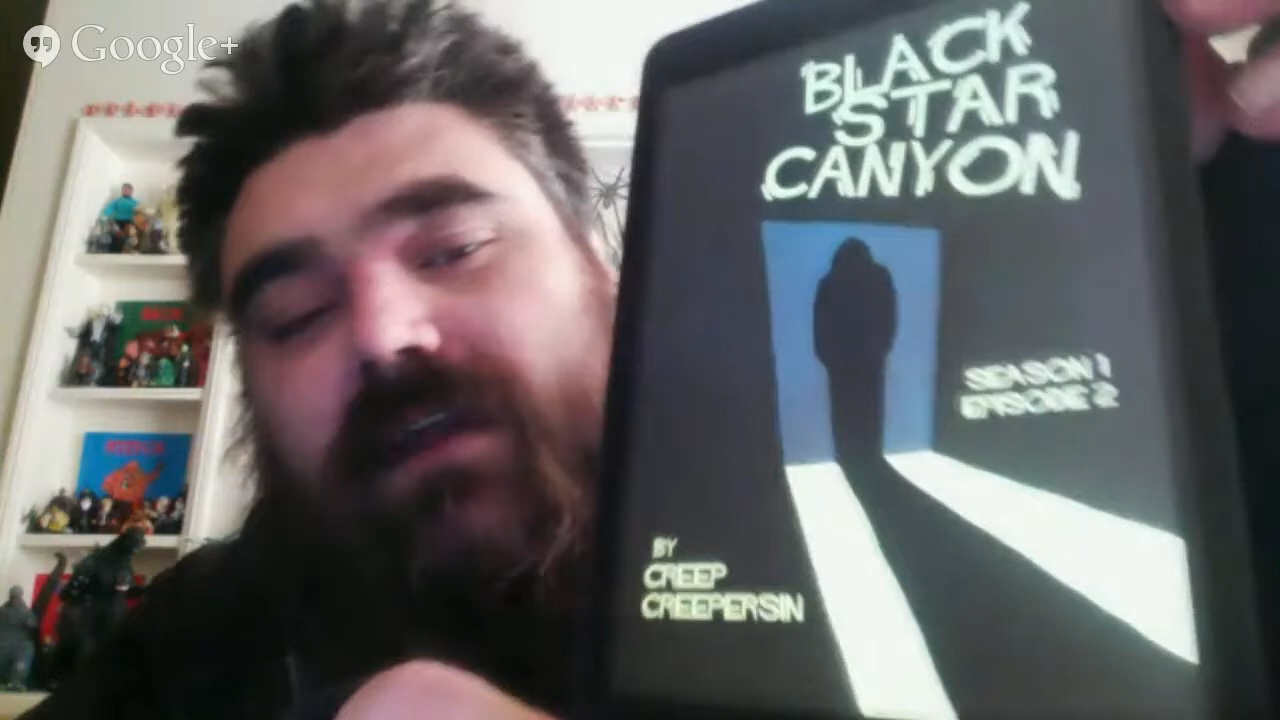 Google+
BLACK
STAR
CANYON
SEASON 1
EPISODE 2
BY
CREEP
CREEPERSIN